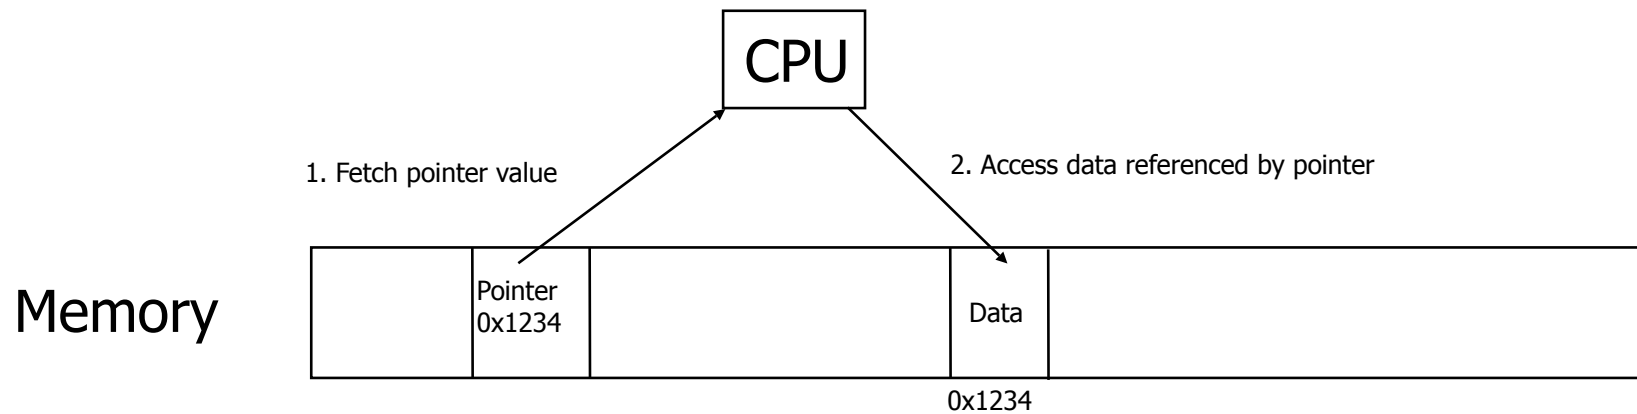 CPU
1. Fetch pointer value
2. Access data referenced by pointer
Memory
Pointer
0x1234
Data
0x1234